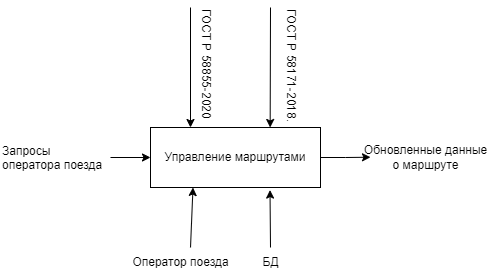 ГОСТ Р 58855-2020
ГОСТ Р 58171-2018.
Запросы
оператора поезда
Управление маршрутами
Обновленные данные
о маршруте
Оператор поезда
БД